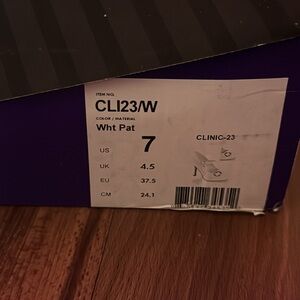 ITEM NO.
CLI23/W
COLOR / MATERIAL
Wht Pat
US 7
CLINIC-23
UK 4.5
EU 37.5
CM 24.1